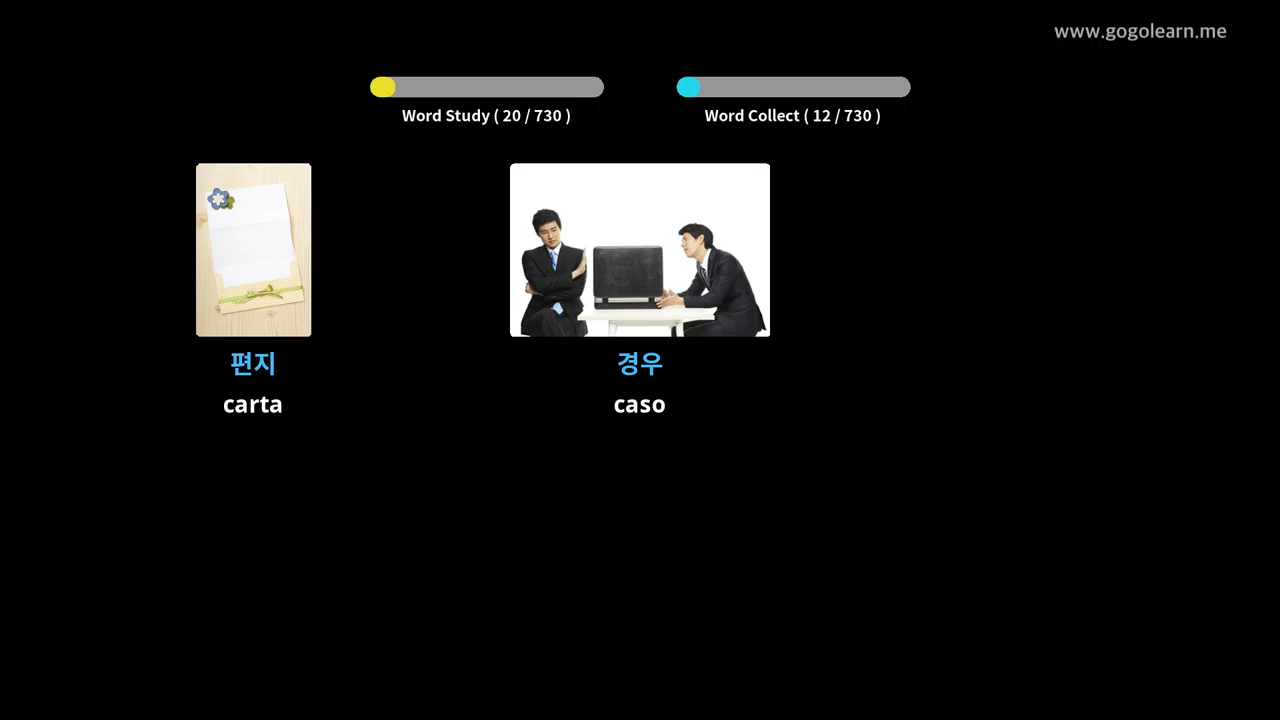 www.gogolearn.me
Word Study ( 20 / 730 )
Word Collect ( 12 / 730 )
편지
carta
경우
caso